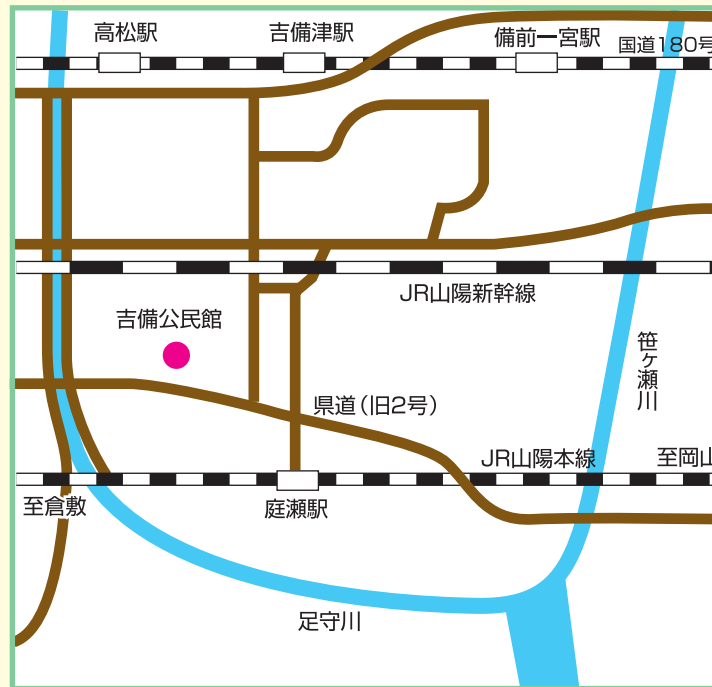 高松駅
吉備津駅
備前一宮駅
国道180号
JR山陽新幹線
吉備公民館
笹ヶ瀬川
県道(旧2号)
JR山陽本線
至岡山
至倉敷
庭瀬駅
足守川